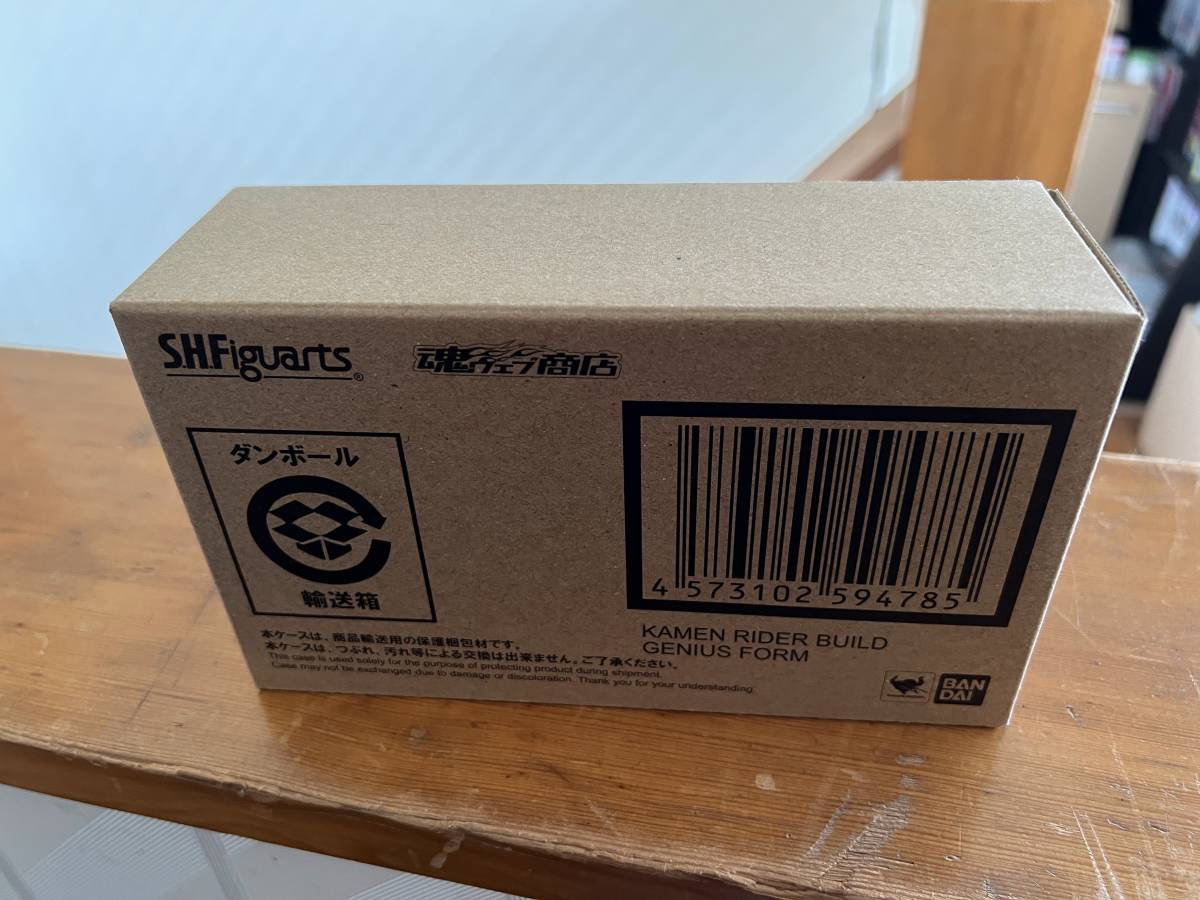 S.H.Figuarts®
魂ウェブ商店
ダンボール
輸送箱
本ケースは、商品輸送用の保護梱包材です。
本ケースは、つぶれ、汚れ等による交換は出来ません。ご了承ください。
This case is used solely for the purpose of protecting product during shipment.
Case may not be exchanged due to damage or discoloration. Thank you for your understanding.
4 573102 594785
KAMEN RIDER BUILD
GENIUS FORM
BAN
DAI